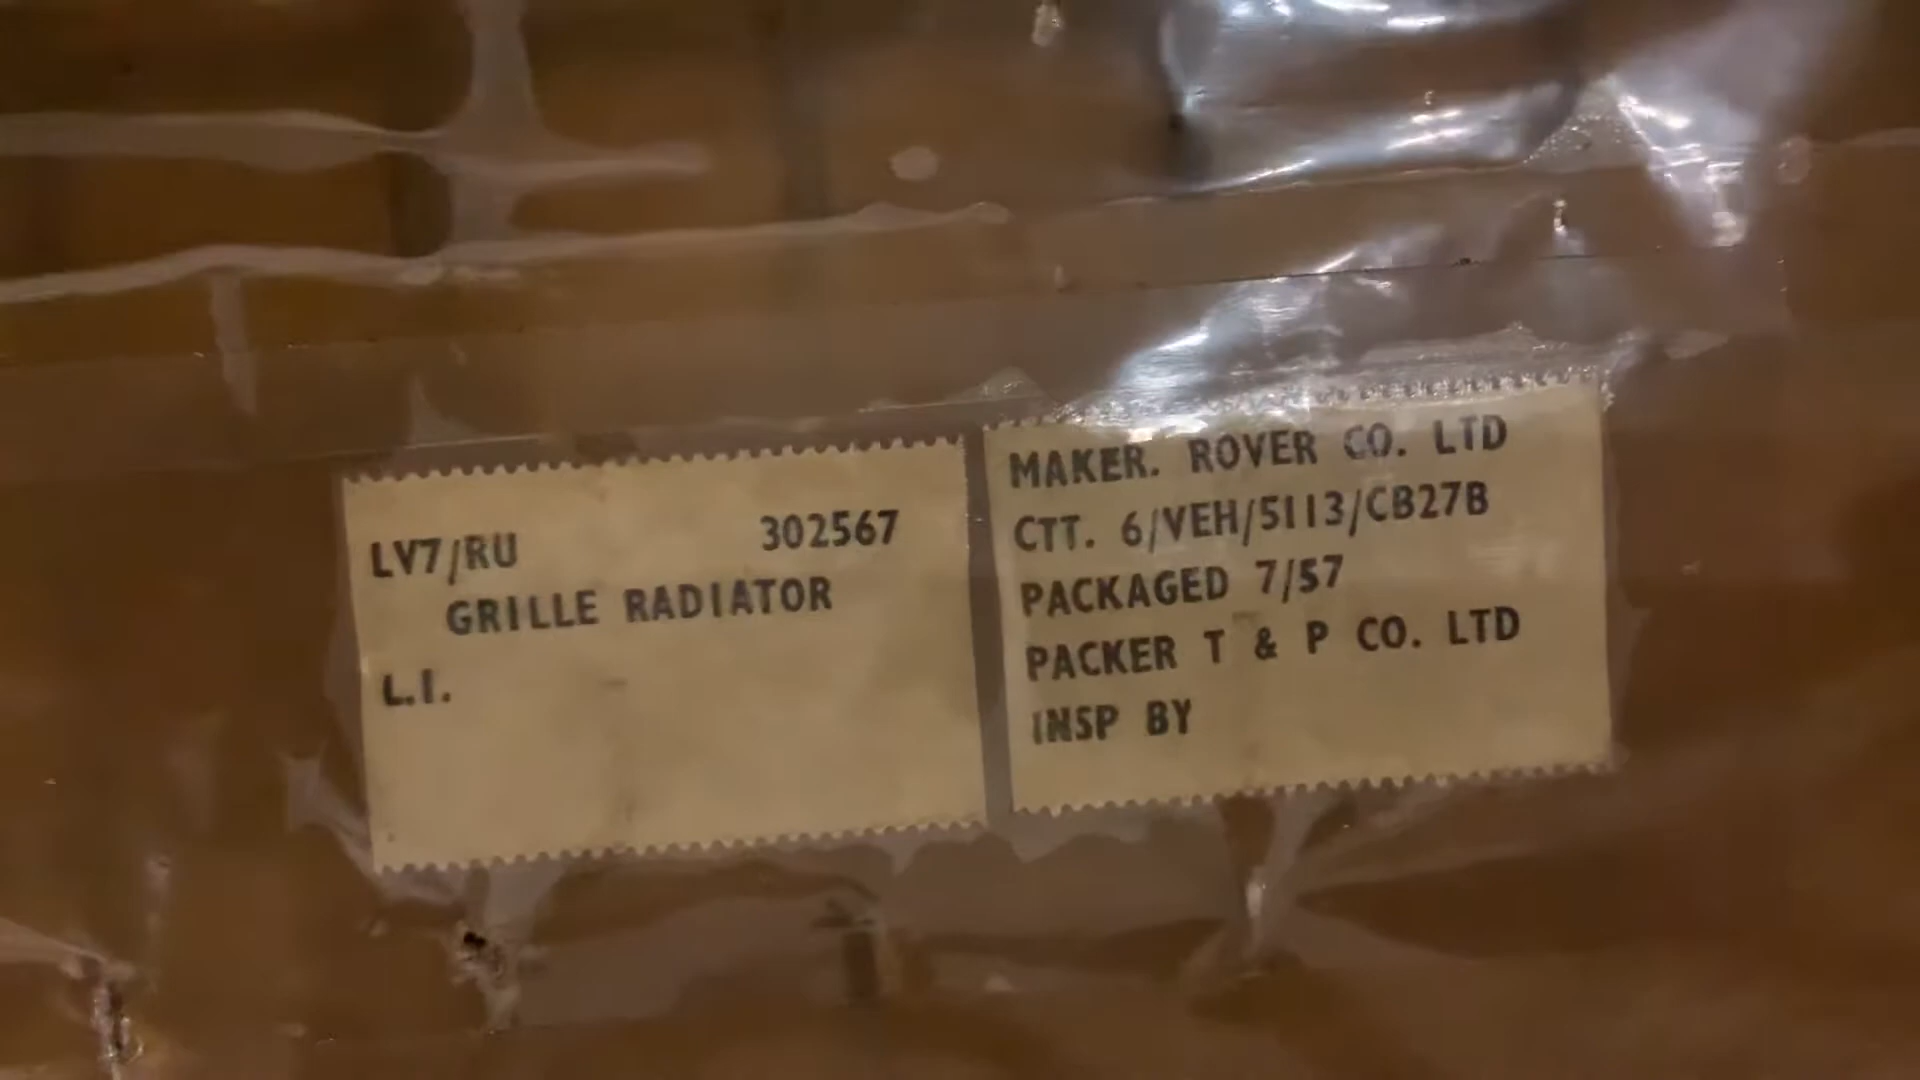 LV7/RU 302567
GRILLE RADIATOR
L.I.
MAKER. ROVER CO. LTD
CTT. 6/VEH/5113/CB27B
PACKAGED 7/57
PACKER T & P CO. LTD
INSP BY